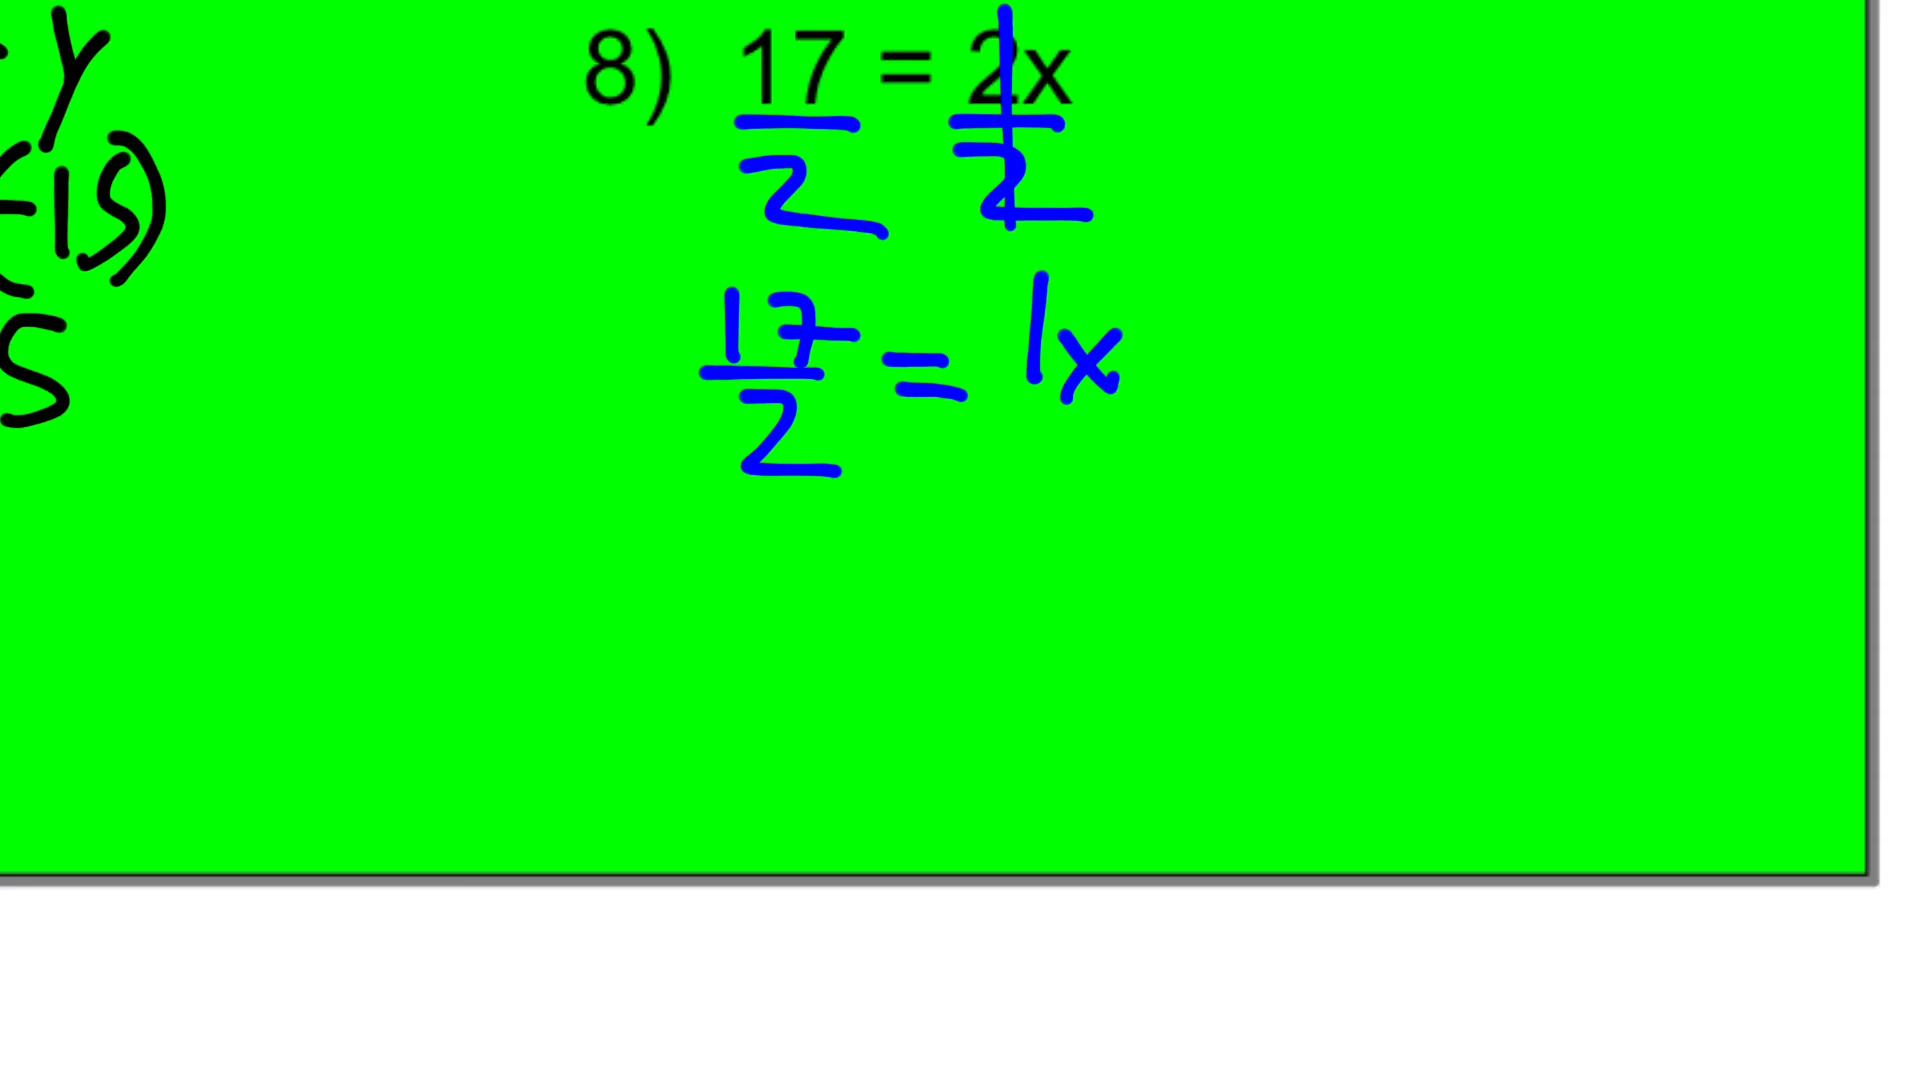 y
(-15)
5
8) 17 = 2x
2 2
17 = 1x
2